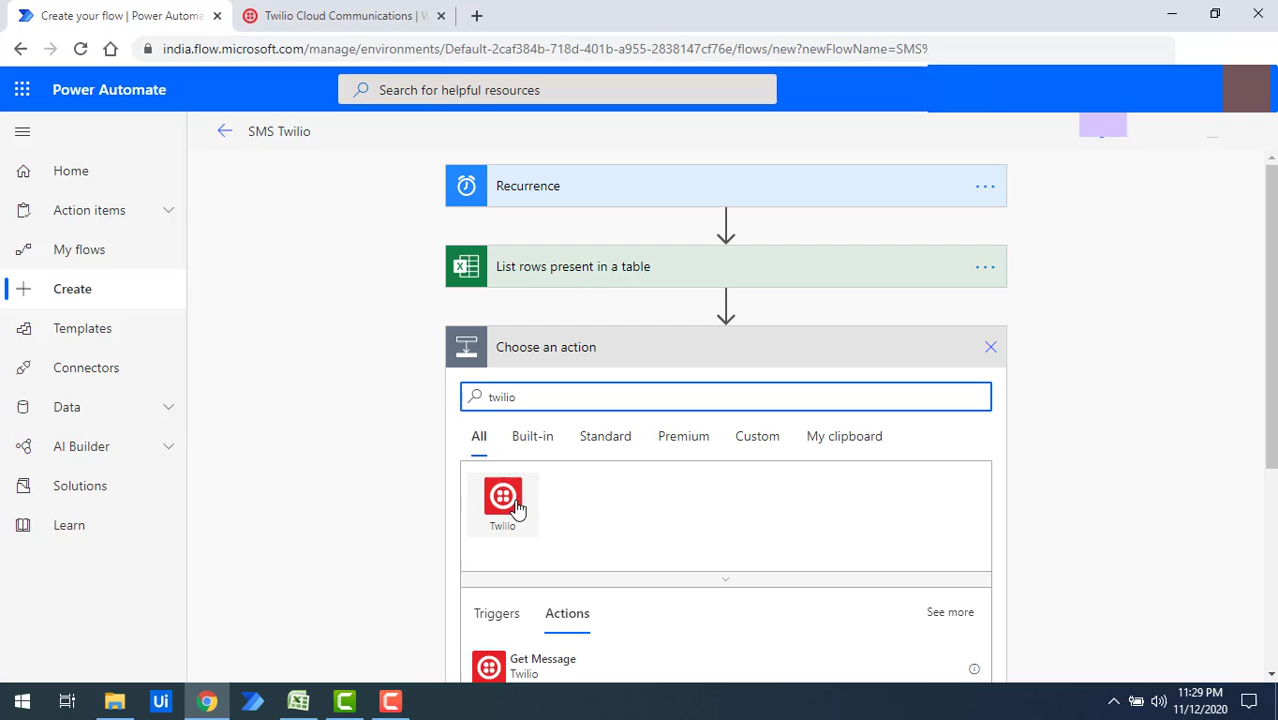 Create your flow | Power Automa
Twilio Cloud Communications | W
india.flow.microsoft.com/manage/environments/Default-2caf384b-718d-401b-a955-2838147cf76e/flows/new?newFlowName=SMS%
Power Automate
Search for helpful resources
SMS Twilio
Home
Action items
My flows
Create
Templates
Connectors
Data
AI Builder
Solutions
Learn
Recurrence
List rows present in a table
Choose an action
twilio
All Built-in Standard Premium Custom My clipboard
Twilio
Triggers Actions See more
Get Message
Twilio
Ui
11:29 PM
11/12/2020